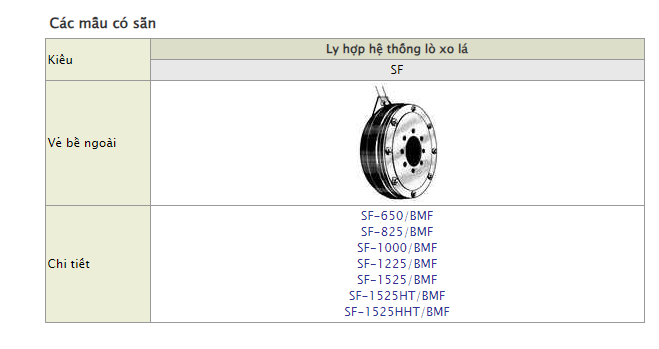 Các mẫu có sẵn
Kiểu
Ly hợp hệ thống lò xo lá
SF
Vẻ bề ngoài
Chi tiết
SF-650/BMF
SF-825/BMF
SF-1000/BMF
SF-1225/BMF
SF-1525/BMF
SF-1525HT/BMF
SF-1525HHT/BMF